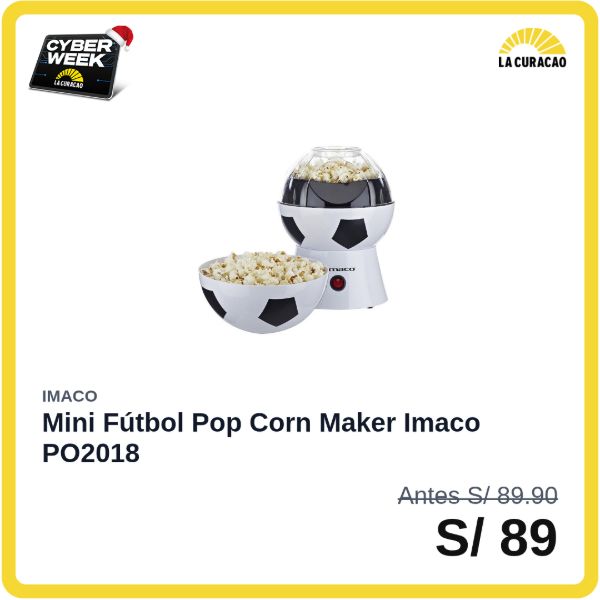 CYBER
WEEK
LA CURACAO
LA CURACAO
imaco
IMACO
Mini Fútbol Pop Corn Maker Imaco
PO2018
Antes S/ 89.90
S/ 89